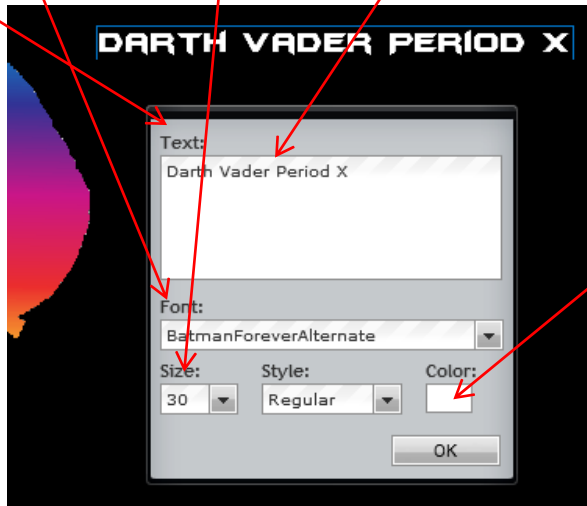 DARTH VADER PERIOD X
Text:
Darth Vader Period X
Font:
BatmanForeverAlternate
Size: Style: Color:
30 Regular
OK